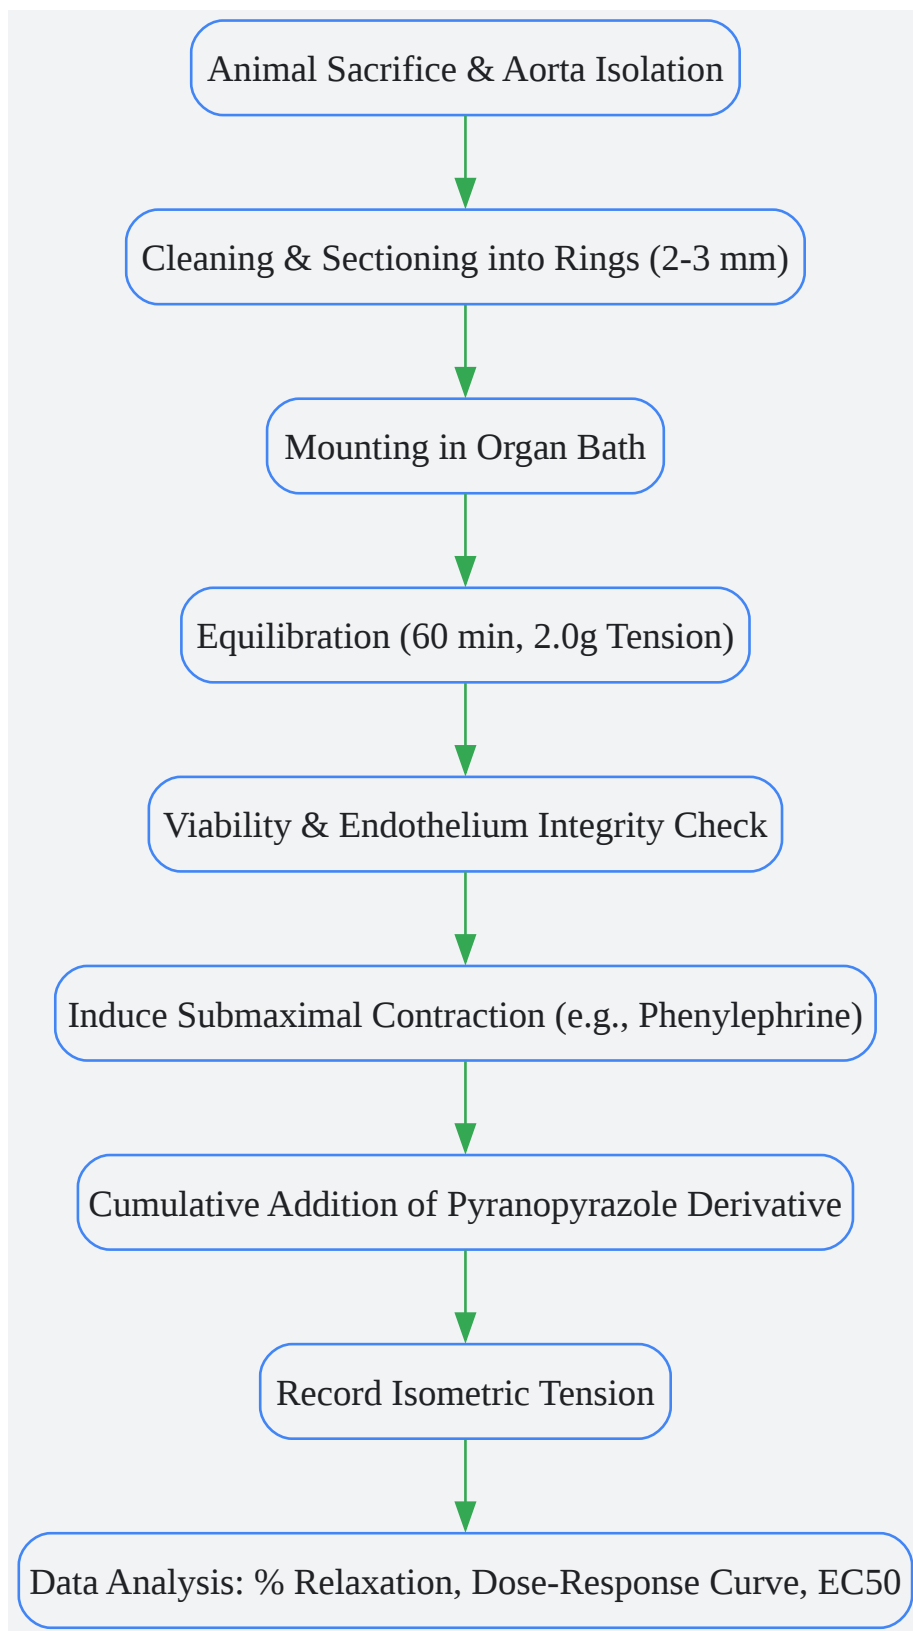 Animal Sacrifice & Aorta Isolation
Cleaning & Sectioning into Rings (2-3 mm)
Mounting in Organ Bath
Equilibration (60 min, 2.0g Tension)
Viability & Endothelium Integrity Check
Induce Submaximal Contraction (e.g., Phenylephrine)
Cumulative Addition of Pyranopyrazole Derivative
Record Isometric Tension
Data Analysis: % Relaxation, Dose-Response Curve, EC50